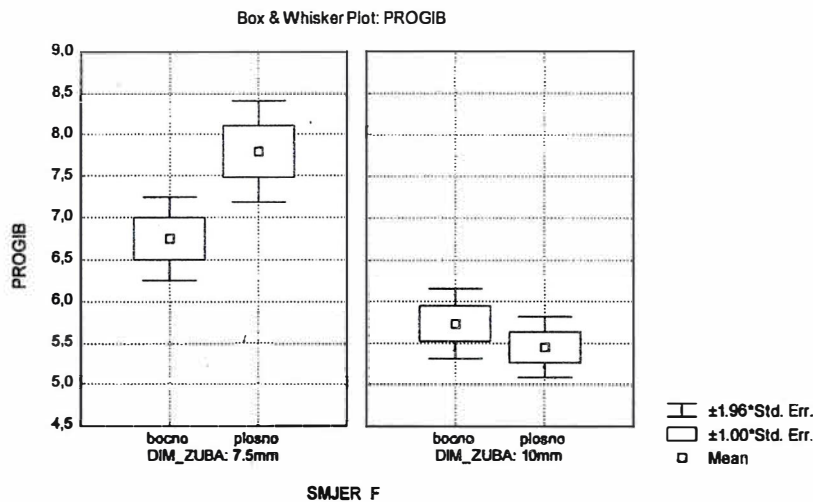 Box & Whisker Plot: PROGIB
PROGIB
9,0
8,5
8,0
7,5
7,0
6,5
6,0
5,5
5,0
4,5
bocno plosno bocno plosno
DIM_ZUBA: 7.5mm DIM_ZUBA: 10mm
SMJER_F
±1.96*Std. Err.
±1.00*Std. Err.
Mean